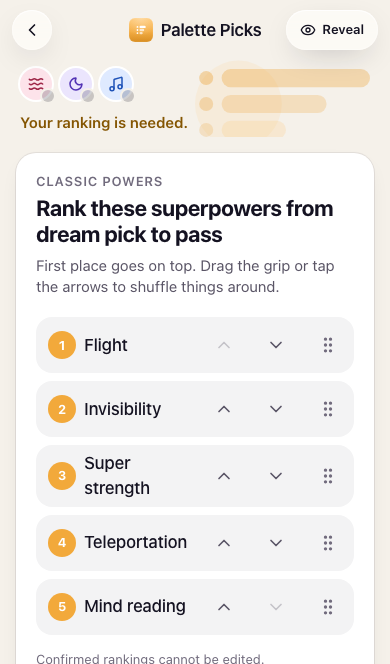 Palette Picks
Reveal
Your ranking is needed.
CLASSIC POWERS
Rank these superpowers from
dream pick to pass
First place goes on top. Drag the grip or tap
the arrows to shuffle things around.
1 Flight
2 Invisibility
3 Super
strength
4 Teleportation
5 Mind reading
Confirmed rankings cannot be edited.